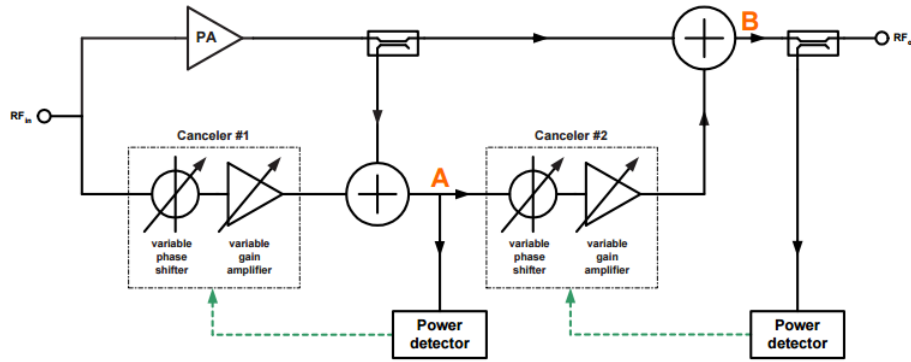 PA
B
RF
RFin
Canceler #1
Canceler #2
A
variable
phase
shifter
variable
gain
amplifier
variable
phase
shifter
variable
gain
amplifier
Power
detector
Power
detector